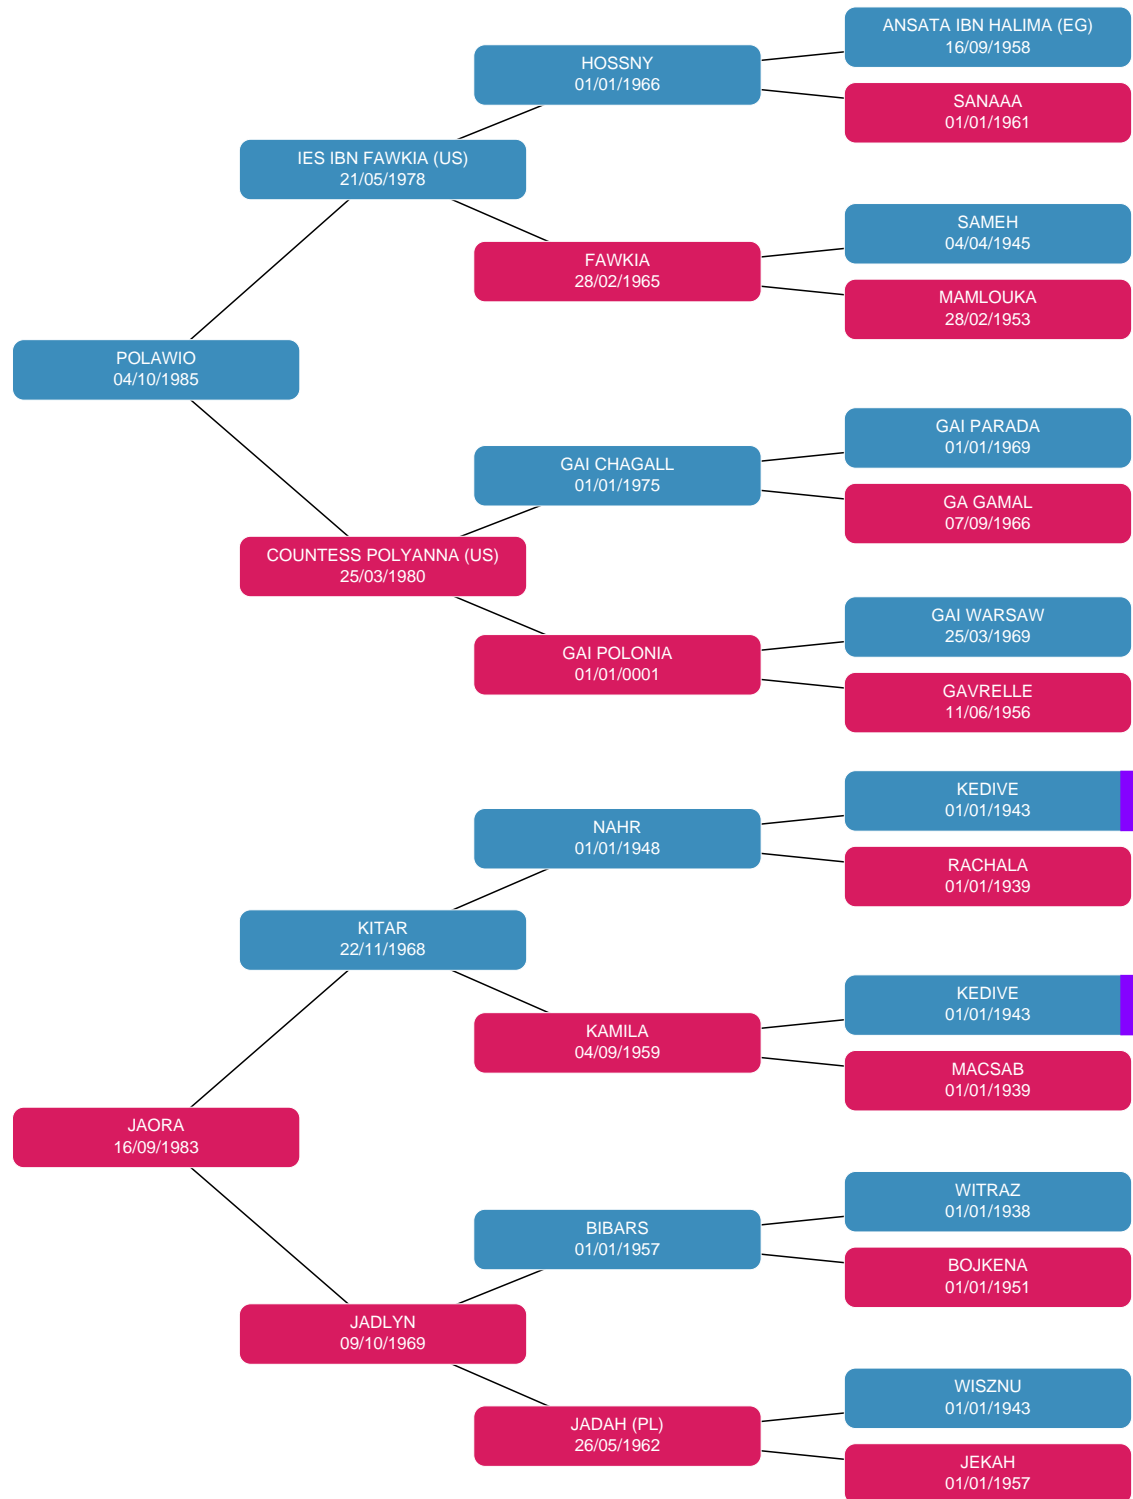 ANSATA IBN HALIMA (EG)
16/09/1958
HOSSNY
01/01/1966
SANAAA
01/01/1961
IES IBN FAWKIA (US)
21/05/1978
SAMEH
04/04/1945
FAWKIA
28/02/1965
MAMLOUKA
28/02/1953
POLAWIO
04/10/1985
GAI PARADA
01/01/1969
GAI CHAGALL
01/01/1975
GA GAMAL
07/09/1966
COUNTESS POLYANNA (US)
25/03/1980
GAI WARSAW
25/03/1969
GAI POLONIA
01/01/0001
GAVRELLE
11/06/1956
KEDIVE
01/01/1943
NAHR
01/01/1948
RACHALA
01/01/1939
KITAR
22/11/1968
KEDIVE
01/01/1943
KAMILA
04/09/1959
MACSAB
01/01/1939
JAORA
16/09/1983
WITRAZ
01/01/1938
BIBARS
01/01/1957
BOJKENA
01/01/1951
JADLYN
09/10/1969
WISZNU
01/01/1943
JADAH (PL)
26/05/1962
JEKAH
01/01/1957